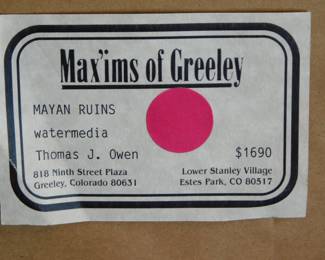 Max'ims of Greeley
MAYAN RUINS
watermedia
Thomas J. Owen $1690
818 Ninth Street Plaza Lower Stanley Village
Greeley, Colorado 80631 Estes Park, CO 80517